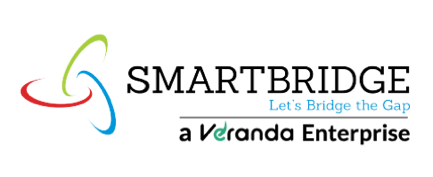 SMARTBRIDGE
Let's Bridge the Gap
a Veranda Enterprise